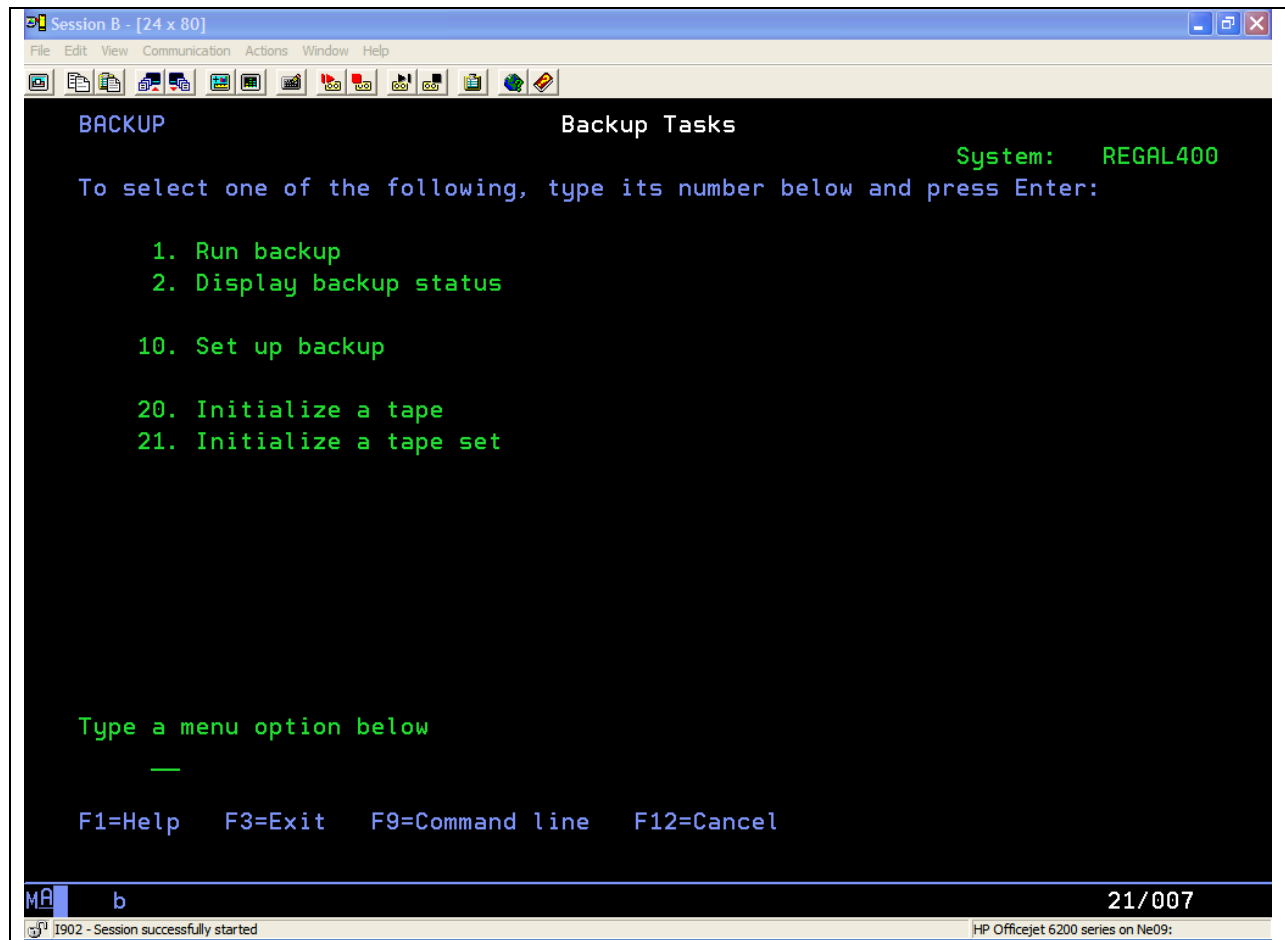 Session B - [24 x 80]
File Edit View Communication Actions Window Help
BACKUP Backup Tasks
System: REGAL400
To select one of the following, type its number below and press Enter:
1. Run backup
2. Display backup status
10. Set up backup
20. Initialize a tape
21. Initialize a tape set
Type a menu option below
F1=Help F3=Exit F9=Command line F12=Cancel
MA b 21/007
I902 - Session successfully started HP Officejet 6200 series on Ne09: